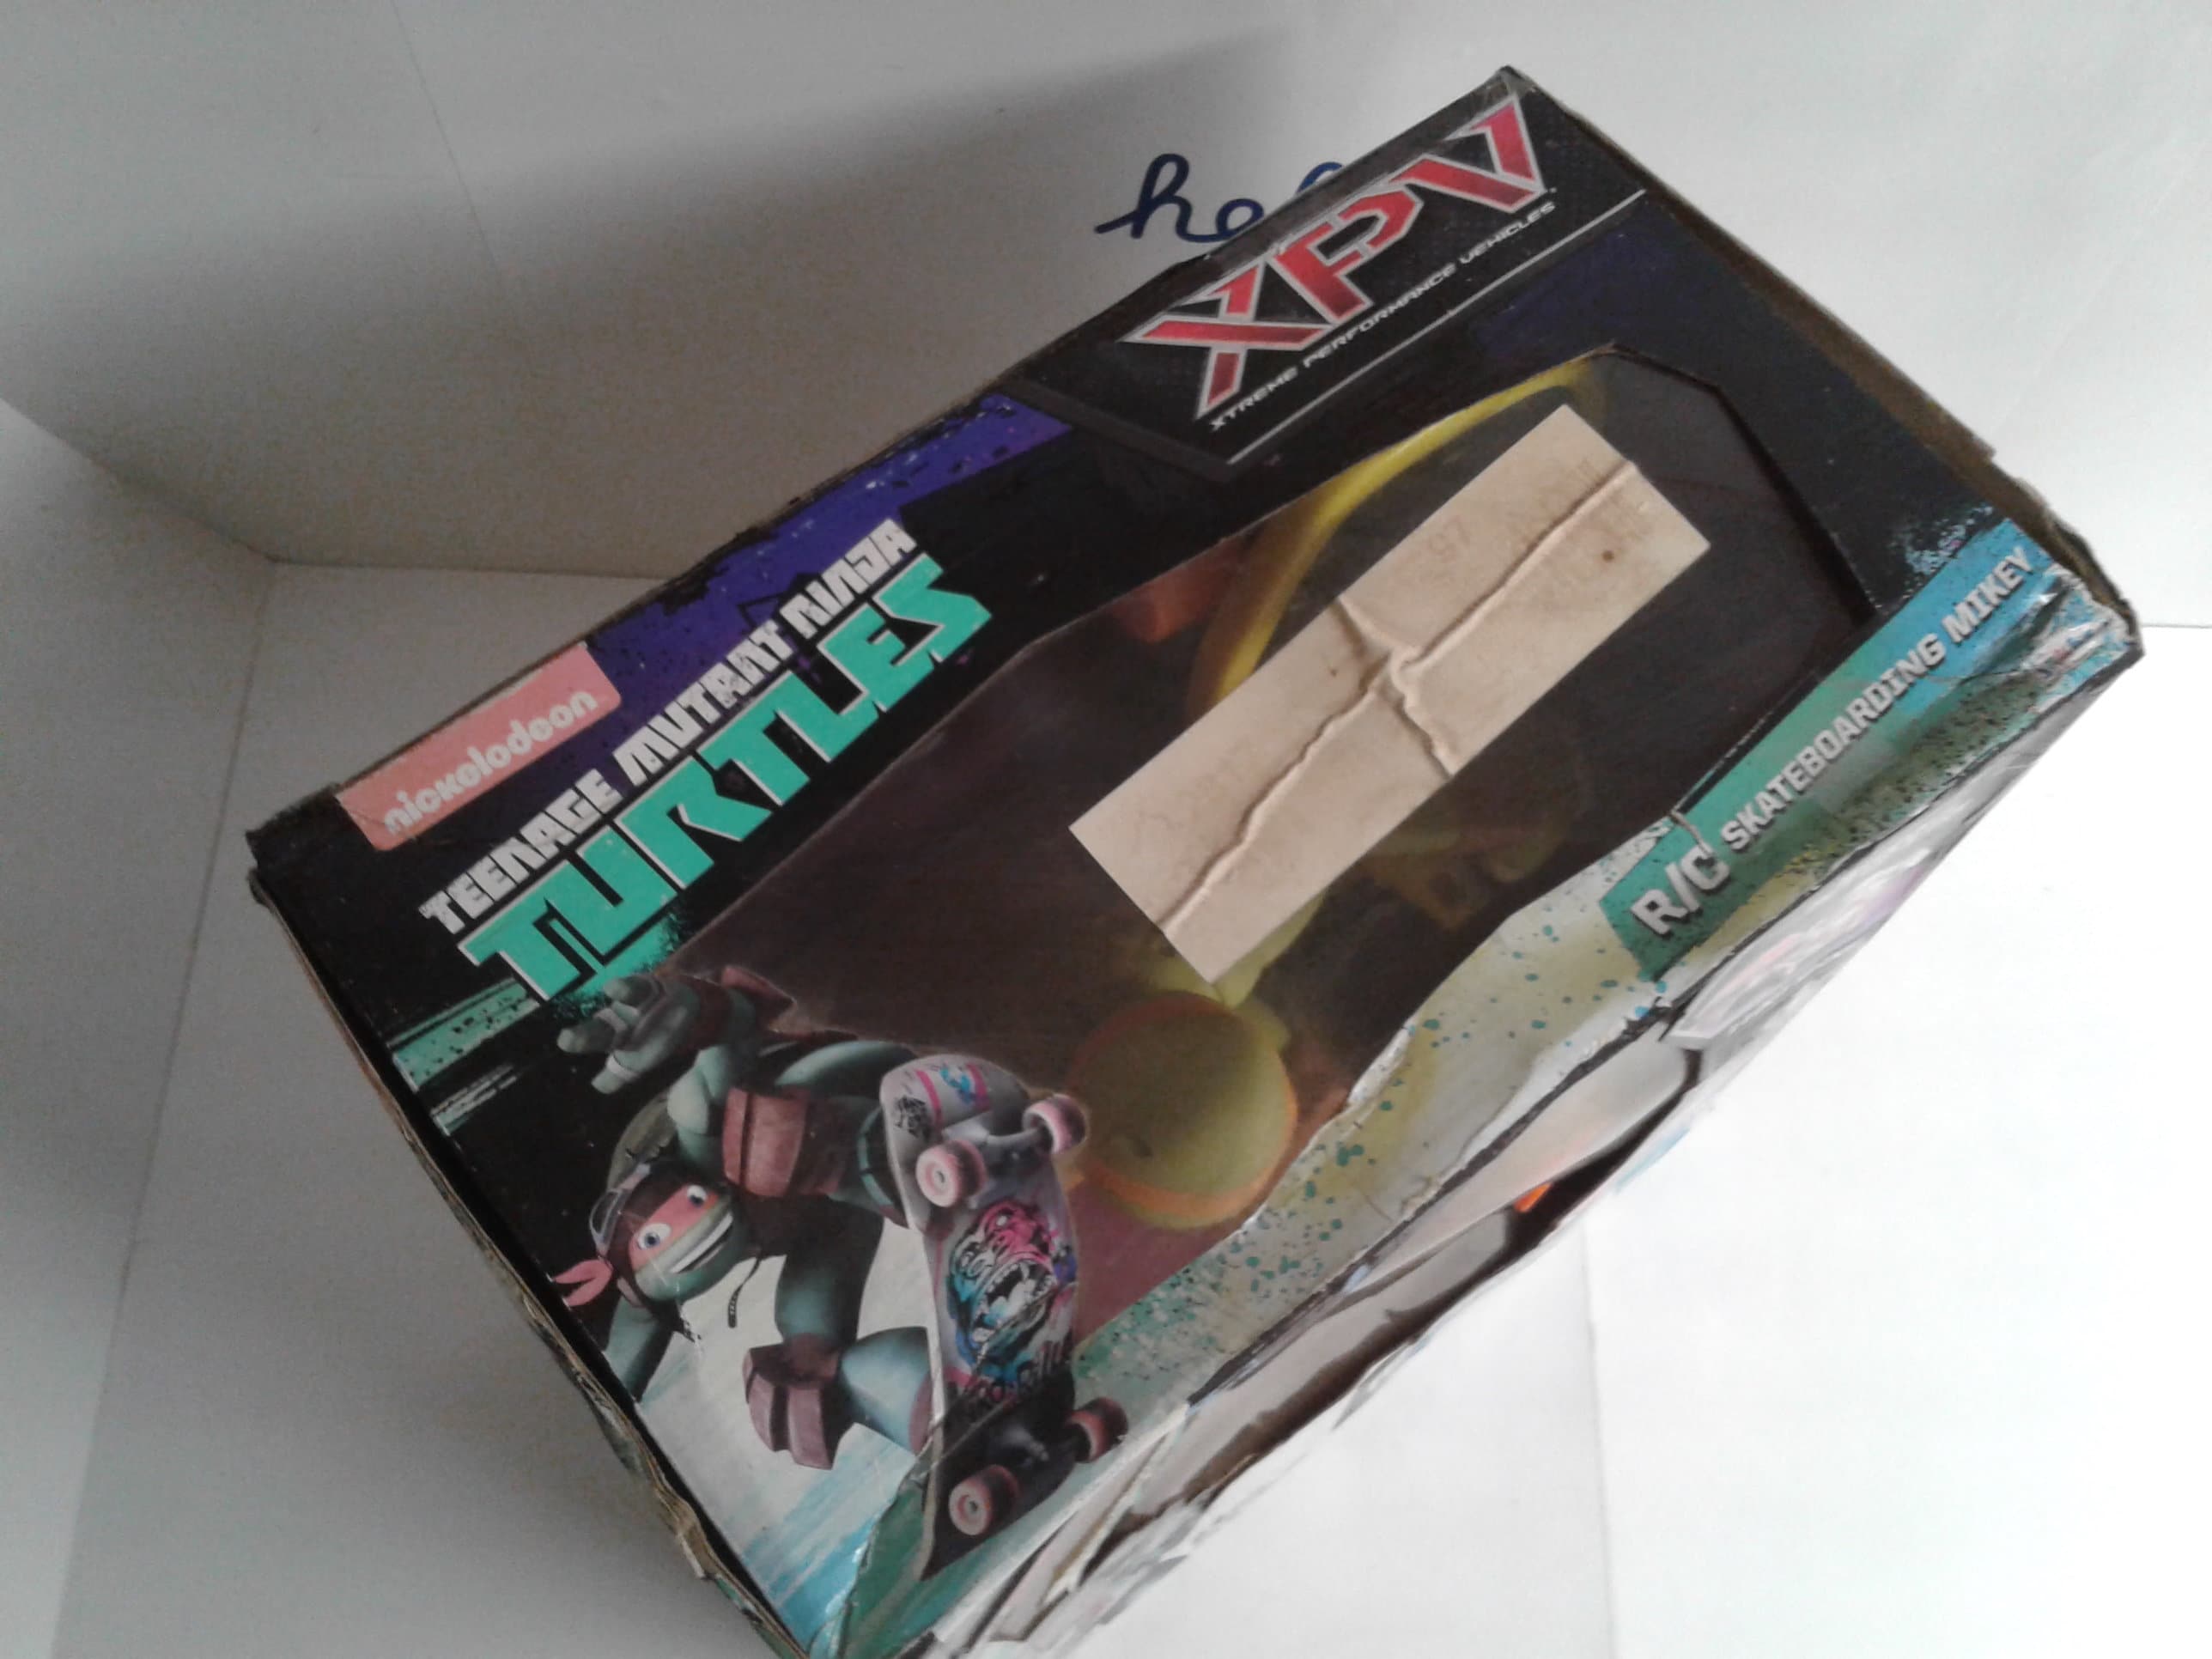 XPV
XTREME PERFORMANCE VEHICLES
nickelodeon
TEENAGE MUTANT NINJA
TURTLES
R/C SKATEBOARDING MIKEY